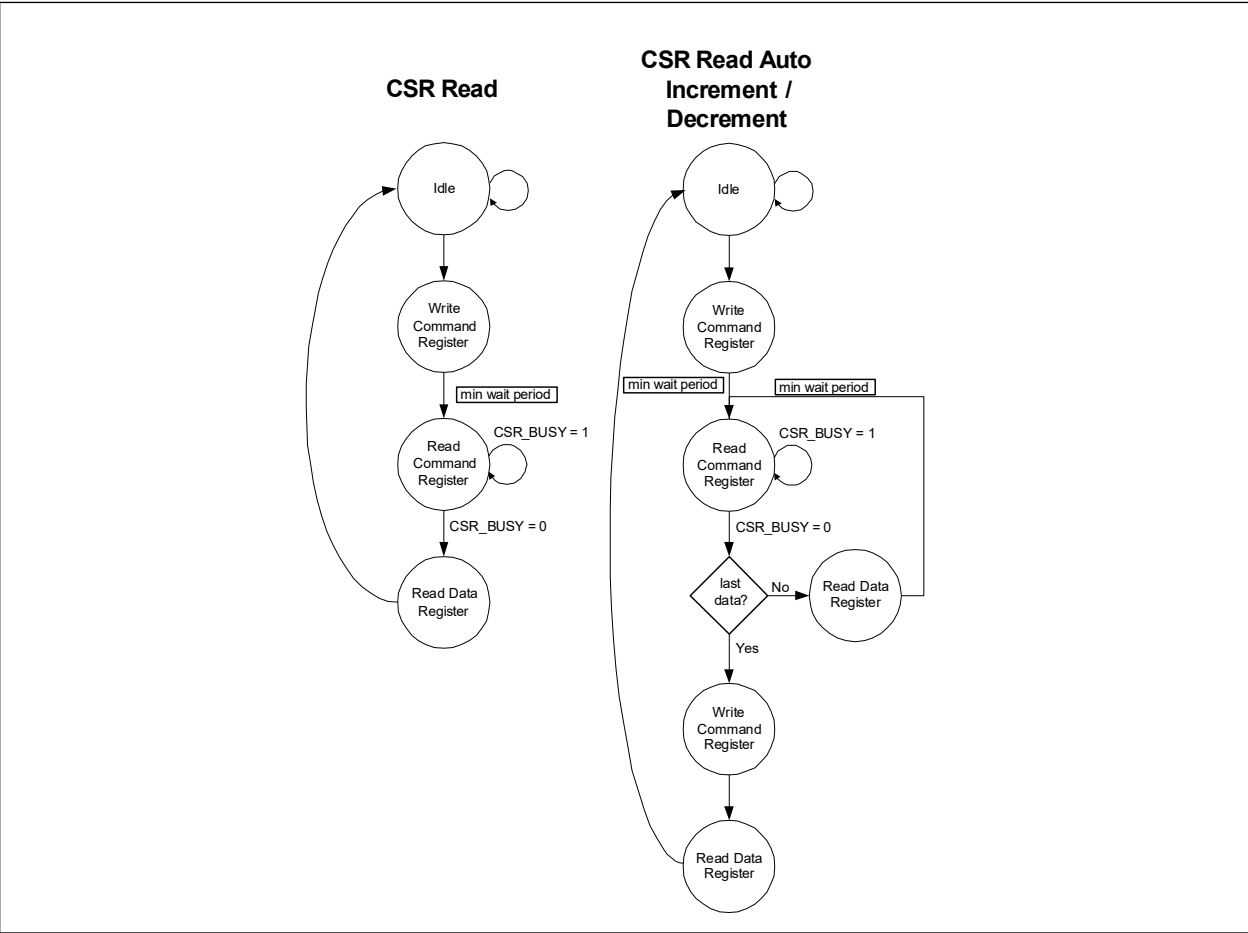 CSR Read
Idle
Write
Command
Register
min wait period
Read
Command
Register
CSR_BUSY = 1
CSR_BUSY = 0
Read Data
Register
CSR Read Auto
Increment /
Decrement
Idle
Write
Command
Register
min wait period
min wait period
Read
Command
Register
CSR_BUSY = 1
CSR_BUSY = 0
last
data?
No
Read Data
Register
Yes
Write
Command
Register
Read Data
Register